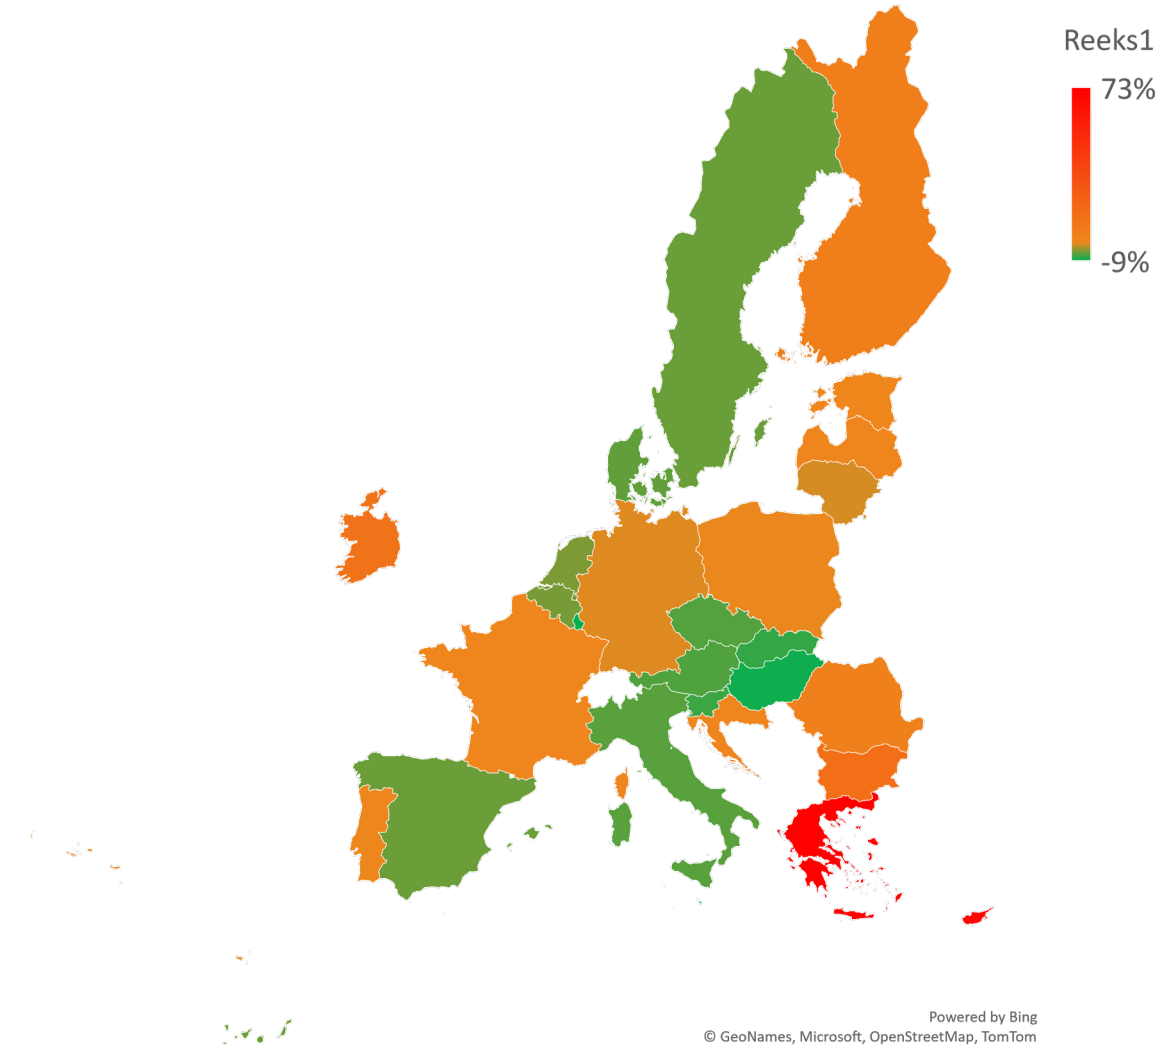 Reeks1
73%
-9%
Powered by Bing
© GeoNames, Microsoft, OpenStreetMap, TomTom